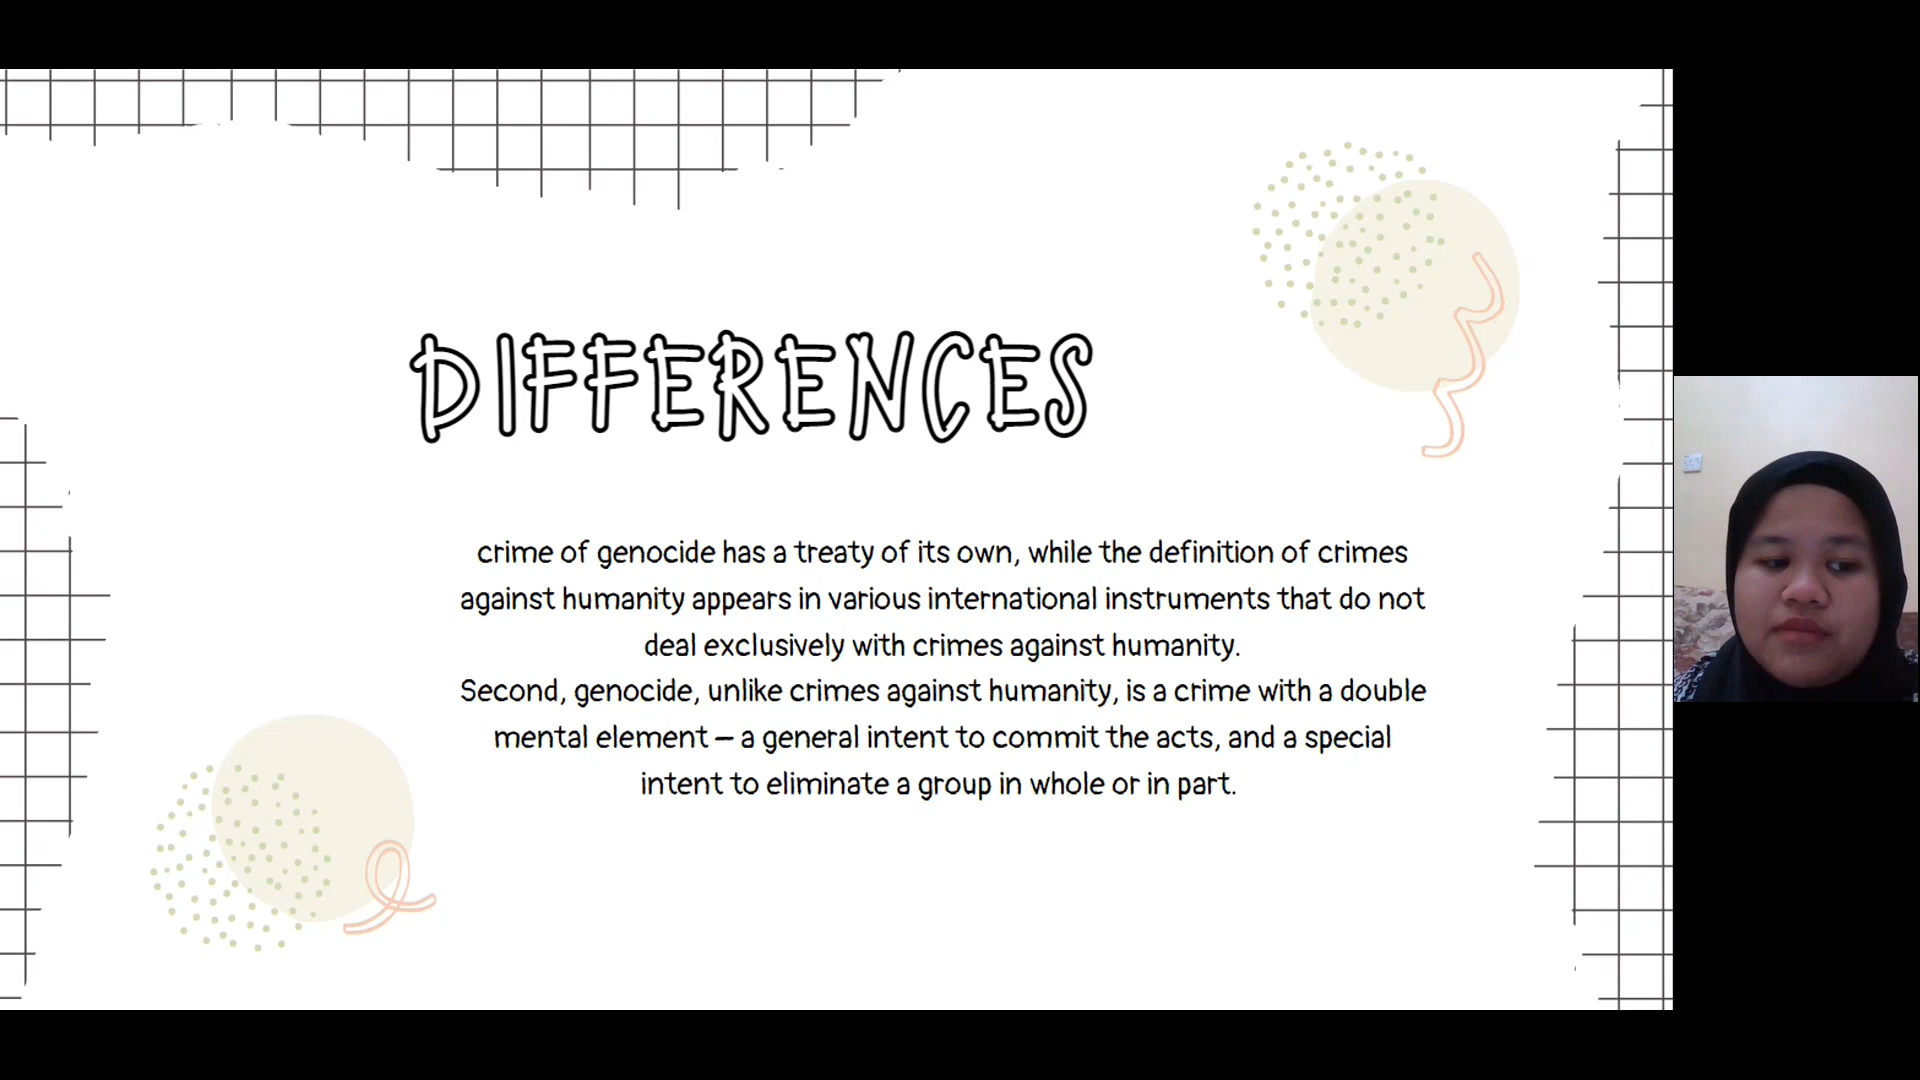 DIFFERENCES
crime of genocide has a treaty of its own, while the definition of crimes
against humanity appears in various international instruments that do not
deal exclusively with crimes against humanity.
Second, genocide, unlike crimes against humanity, is a crime with a double
mental element – a general intent to commit the acts, and a special
intent to eliminate a group in whole or in part.